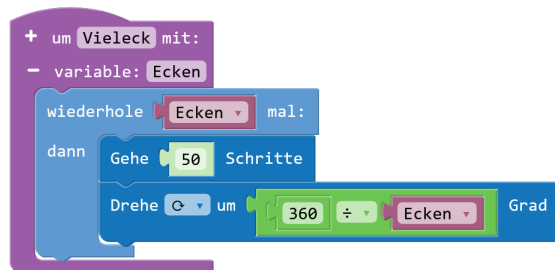 + um Vieleck mit:
− variable: Ecken
wiederhole Ecken ▾ mal:
dann Gehe 50 Schritte
Drehe ⟳ ▾ um 360 ÷ ▾ Ecken ▾ Grad